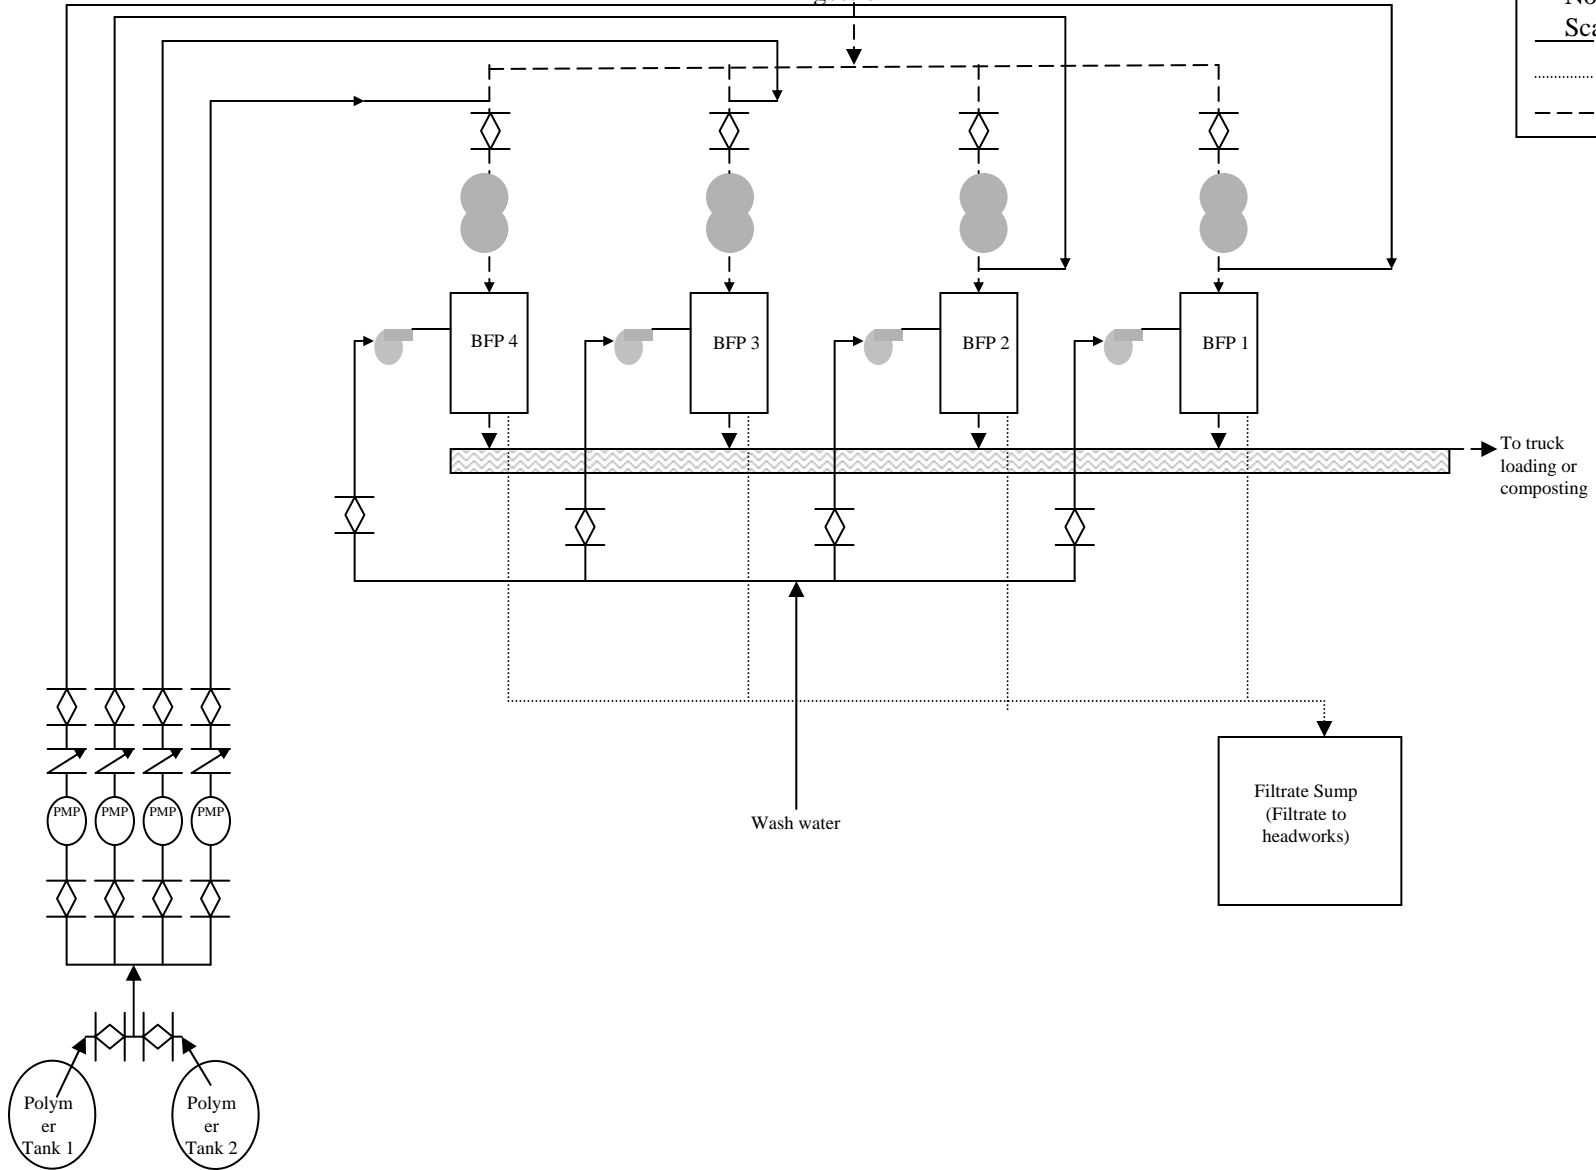 BFP 4
BFP 3
BFP 2
BFP 1
To truck
loading or
composting
PMP
PMP
PMP
PMP
Wash water
Filtrate Sump
(Filtrate to
headworks)
Polym
er
Tank 1
Polym
er
Tank 2